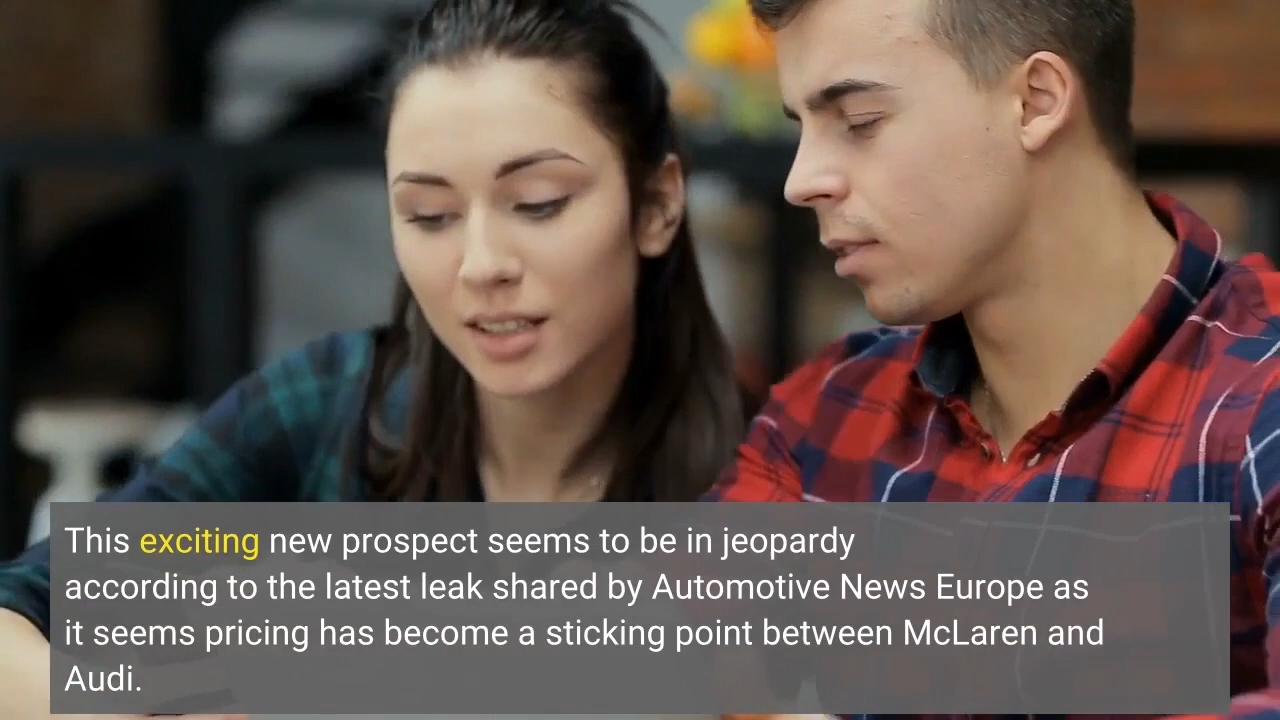 This exciting new prospect seems to be in jeopardy
according to the latest leak shared by Automotive News Europe as
it seems pricing has become a sticking point between McLaren and
Audi.